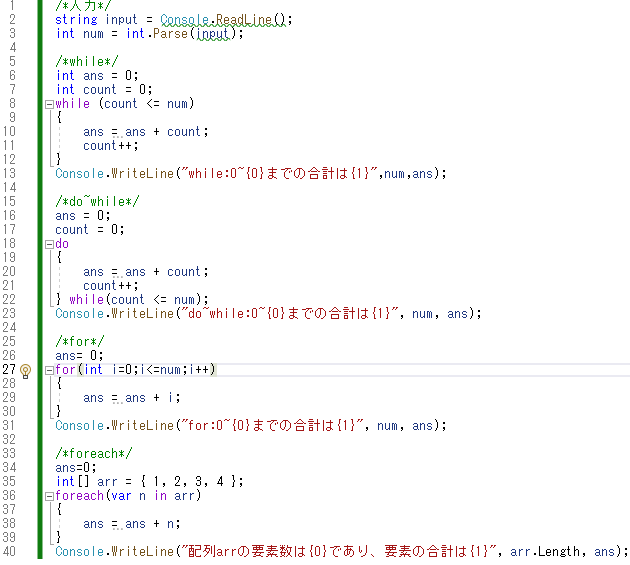 1 /*入力*/
2 string input = Console.ReadLine();
3 int num = int.Parse(input);
4
5 /*while*/
6 int ans = 0;
7 int count = 0;
8 while (count <= num)
9 {
10 ans = ans + count;
11 count++;
12 }
13 Console.WriteLine("while:0~{0}までの合計は{1}",num,ans);
14
15 /*do~while*/
16 ans = 0;
17 count = 0;
18 do
19 {
20 ans = ans + count;
21 count++;
22 } while(count <= num);
23 Console.WriteLine("do~while:0~{0}までの合計は{1}", num, ans);
24
25 /*for*/
26 ans= 0;
27 for(int i=0;i<=num;i++)
28 {
29 ans = ans + i;
30 }
31 Console.WriteLine("for:0~{0}までの合計は{1}", num, ans);
32
33 /*foreach*/
34 ans=0;
35 int[] arr = { 1, 2, 3, 4 };
36 foreach(var n in arr)
37 {
38 ans = ans + n;
39 }
40 Console.WriteLine("配列arrの要素数は{0}であり、要素の合計は{1}", arr.Length, ans);